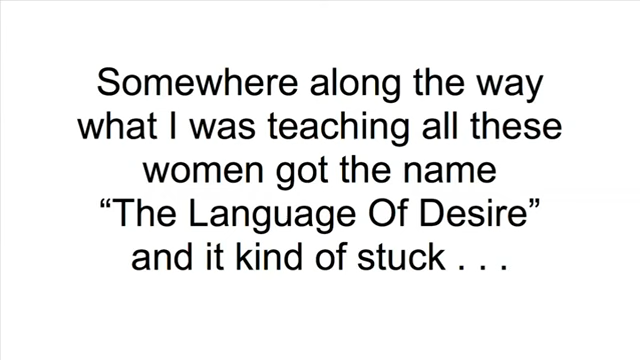 Somewhere along the way
what I was teaching all these
women got the name
“The Language Of Desire”
and it kind of stuck . . .